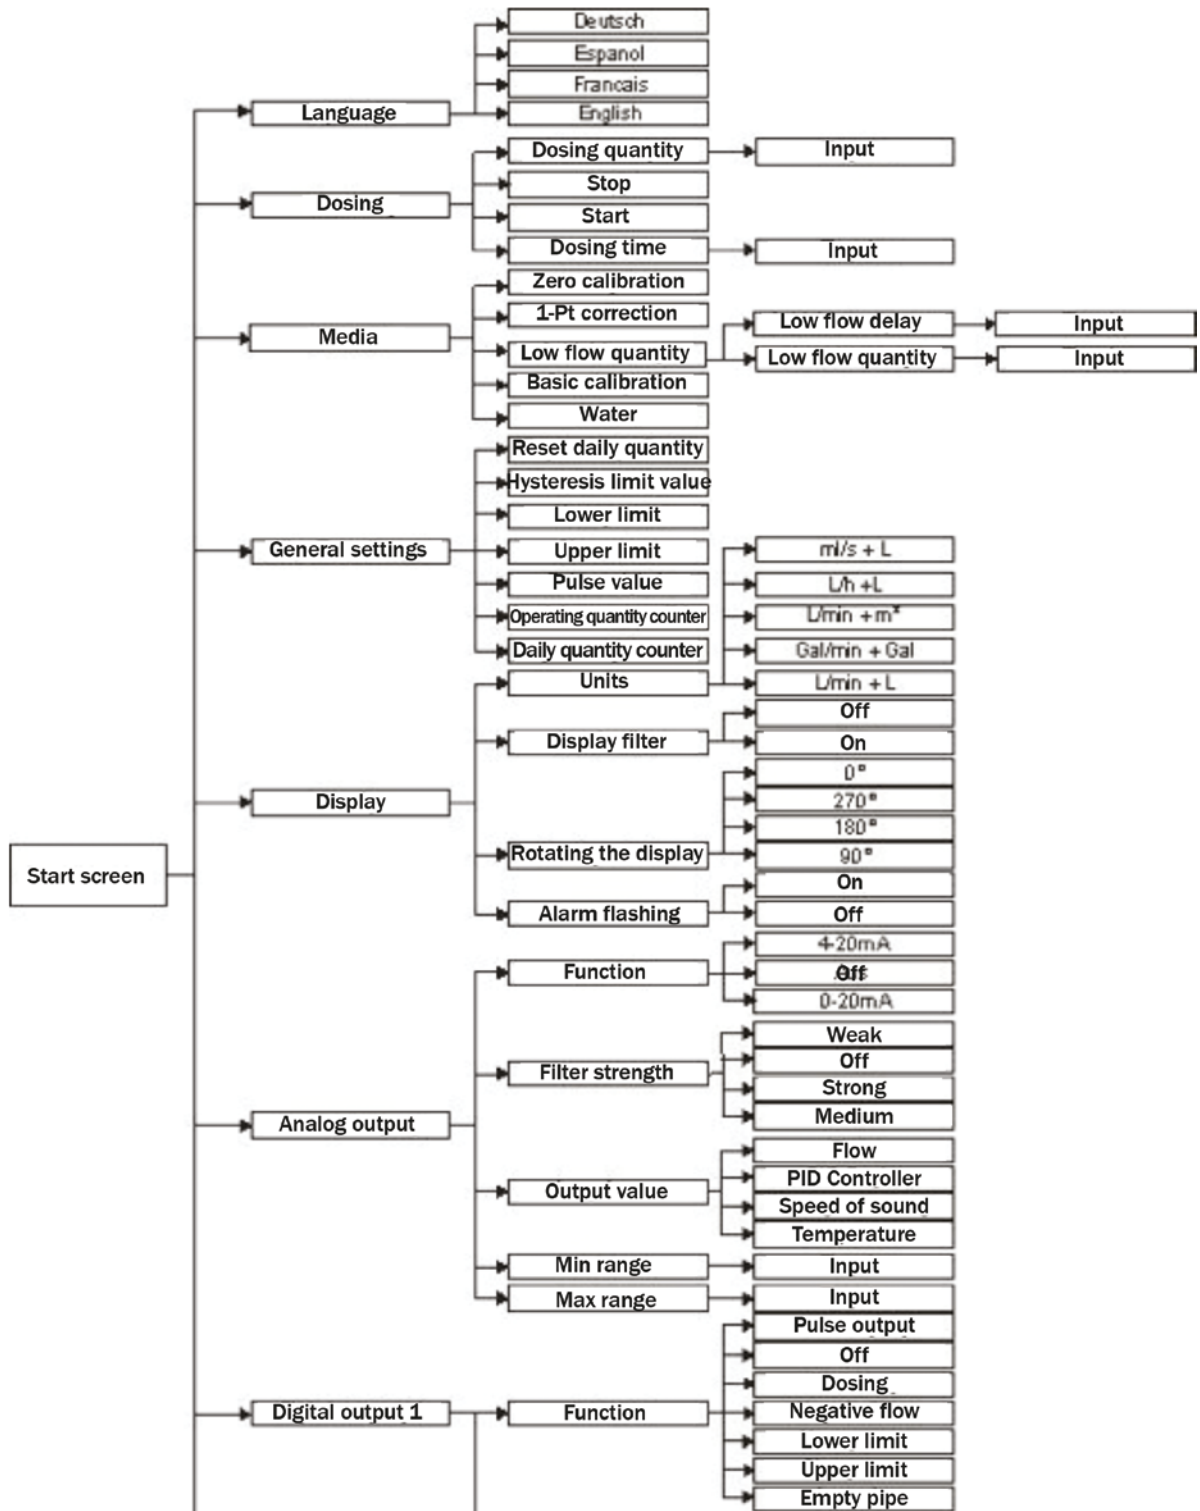 Deutsch
Espanol
Francais
Language
English
Dosing quantity
Input
Stop
Dosing
Start
Dosing time
Input
Zero calibration
1-Pt correction
Low flow delay
Input
Media
Low flow quantity
Low flow quantity
Input
Basic calibration
Water
Reset daily quantity
Hysteresis limit value
Lower limit
General settings
Upper limit
ml/s + L
Pulse value
L/h +L
Operating quantity counter
L/min +
Daily quantity counter
Gal/min + Gal
Units
L/min + L
Off
Display filter
On
0°
270°
Display
180°
Rotating the display
90°
Start screen
On
Alarm flashing
Off
4-20mA
Function
Off
0-20mA
Weak
Off
Filter strength
Strong
Analog output
Medium
Flow
PID Controller
Output value
Speed of sound
Temperature
Min range
Input
Max range
Input
Pulse output
Off
Dosing
Digital output 1
Function
Negative flow
Lower limit
Upper limit
Empty pipe